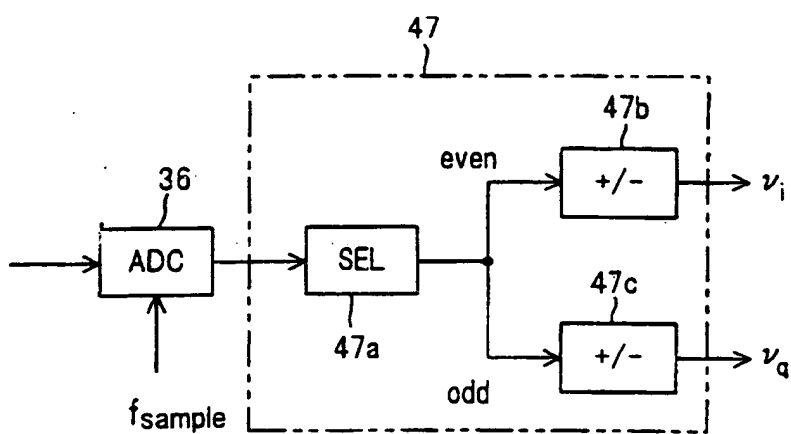 47
47b
even
+/-
νi
36
ADC
SEL
47a
47c
+/-
νq
odd
fsample